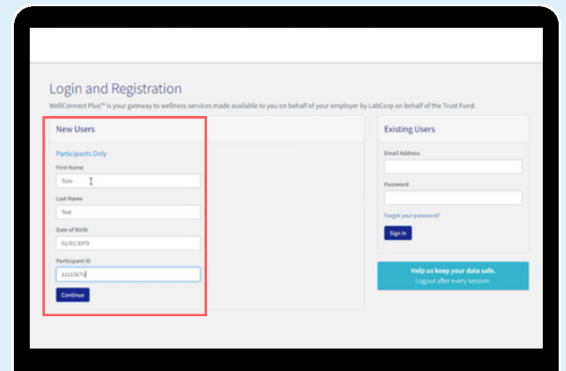 Login and Registration
WellConnect Plus™ is your gateway to wellness services made available to you on behalf of your employer by LabCorp on behalf of the Trust Fund.
New Users
Participants Only
First Name
Tom
Last Name
Test
Date of Birth
01/01/1970
Participant ID
Continue
Existing Users
Email Address
Password
Forgot your password?
Sign In
Help us keep your data safe.
Logout after every session.